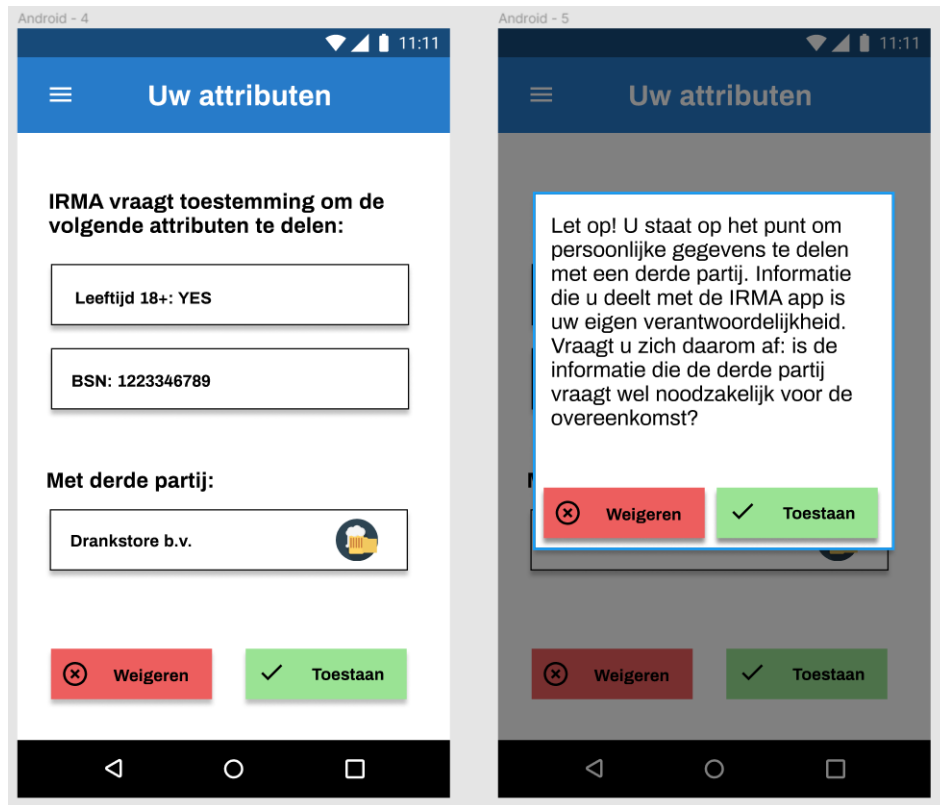 Android - 4
11:11
Uw attributen
IRMA vraagt toestemming om de
volgende attributen te delen:
Leeftijd 18+: YES
BSN: 1223346789
Met derde partij:
Drankstore b.v.
Weigeren
Toestaan
Android - 5
11:11
Uw attributen
Let op! U staat op het punt om
persoonlijke gegevens te delen
met een derde partij. Informatie
die u deelt met de IRMA app is
uw eigen verantwoordelijkheid.
Vraagt u zich daarom af: is de
informatie die de derde partij
vraagt wel noodzakelijk voor de
overeenkomst?
Weigeren
Toestaan
Weigeren
Toestaan